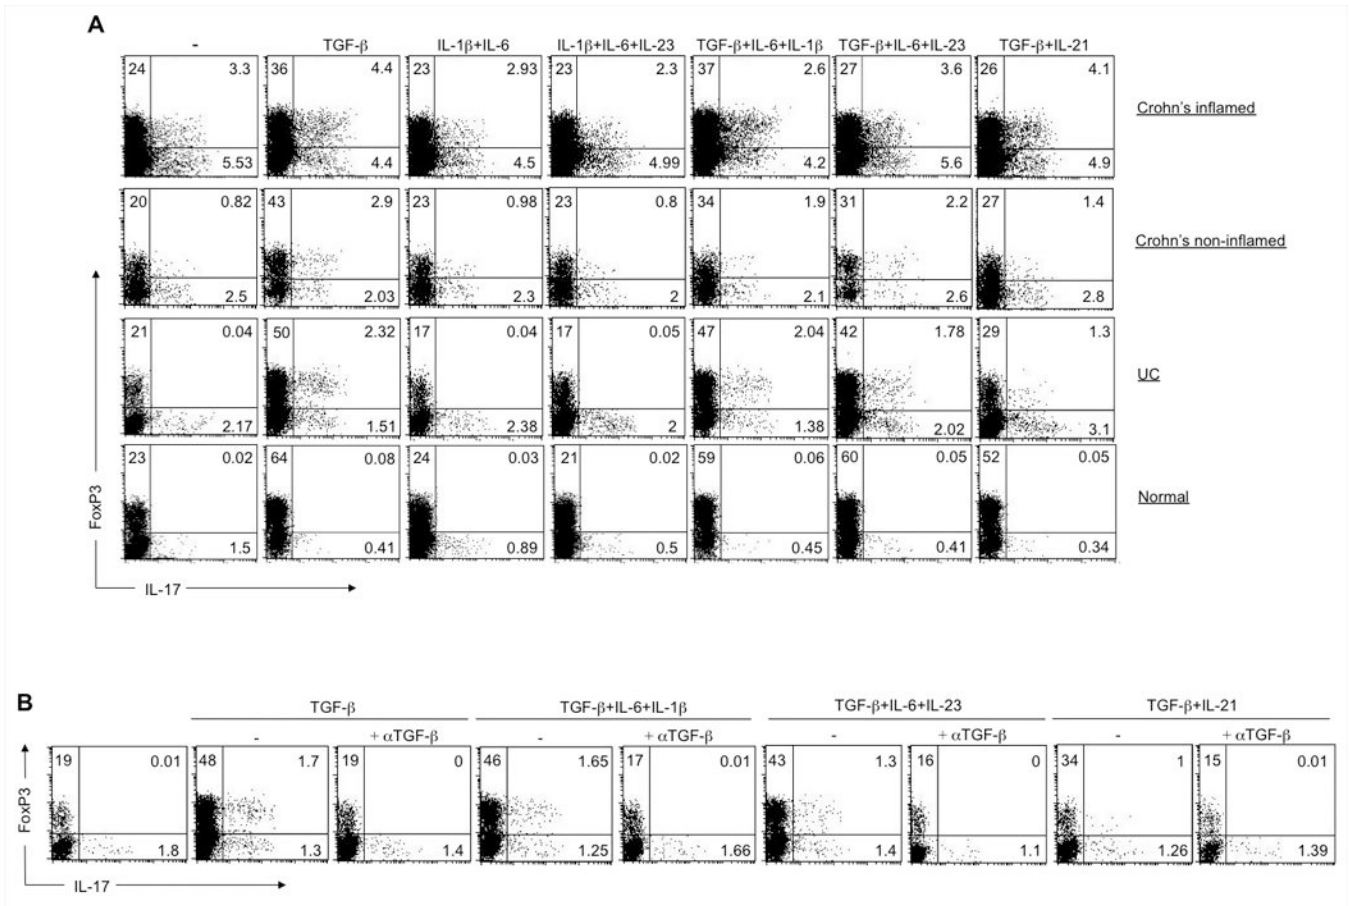 A
- TGF-β IL-1β+IL-6 IL-1β+IL-6+IL-23 TGF-β+IL-6+IL-1β TGF-β+IL-6+IL-23 TGF-β+IL-21
24 3.3 36 4.4 23 2.93 23 2.3 37 2.6 27 3.6 26 4.1
Crohn's inflamed
5.53 4.4 4.5 4.99 4.2 5.6 4.9
20 0.82 43 2.9 23 0.98 23 0.8 34 1.9 31 2.2 27 1.4
Crohn's non-inflamed
2.5 2.03 2.3 2 2.1 2.6 2.8
21 0.04 50 2.32 17 0.04 17 0.05 47 2.04 42 1.78 29 1.3
UC
2.17 1.51 2.38 2 1.38 2.02 3.1
23 0.02 64 0.08 24 0.03 21 0.02 59 0.06 60 0.05 52 0.05
Normal
1.5 0.41 0.89 0.5 0.45 0.41 0.34
FoxP3
IL-17
B
TGF-β TGF-β+IL-6+IL-1β TGF-β+IL-6+IL-23 TGF-β+IL-21
- + αTGF-β - + αTGF-β - + αTGF-β - + αTGF-β
19 0.01 48 1.7 19 0 46 1.65 17 0.01 43 1.3 16 0 34 1 15 0.01
1.8 1.3 1.4 1.25 1.66 1.4 1.1 1.26 1.39
FoxP3
IL-17